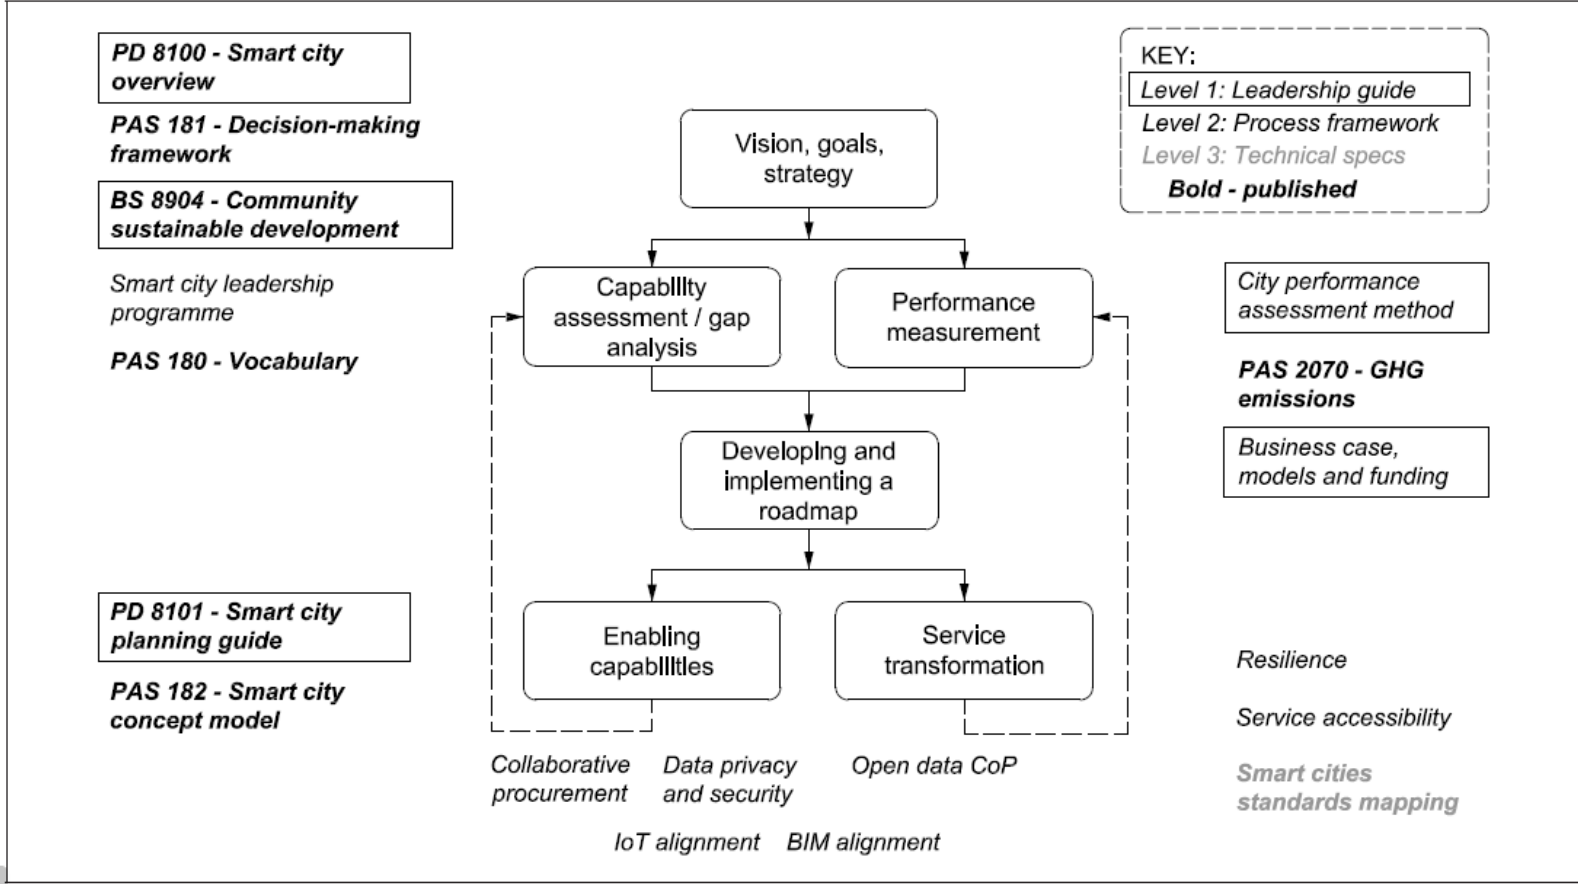 PD 8100 - Smart city
overview
PAS 181 - Decision-making
framework
BS 8904 - Community
sustainable development
Smart city leadership
programme
PAS 180 - Vocabulary
PD 8101 - Smart city
planning guide
PAS 182 - Smart city
concept model
Vision, goals,
strategy
Capability
assessment / gap
analysis
Performance
measurement
Developing and
implementing a
roadmap
Enabling
capabilities
Service
transformation
Collaborative
procurement
Data privacy
and security
Open data CoP
IoT alignment
BIM alignment
KEY:
Level 1: Leadership guide
Level 2: Process framework
Level 3: Technical specs
Bold - published
City performance
assessment method
PAS 2070 - GHG
emissions
Business case,
models and funding
Resilience
Service accessibility
Smart cities
standards mapping